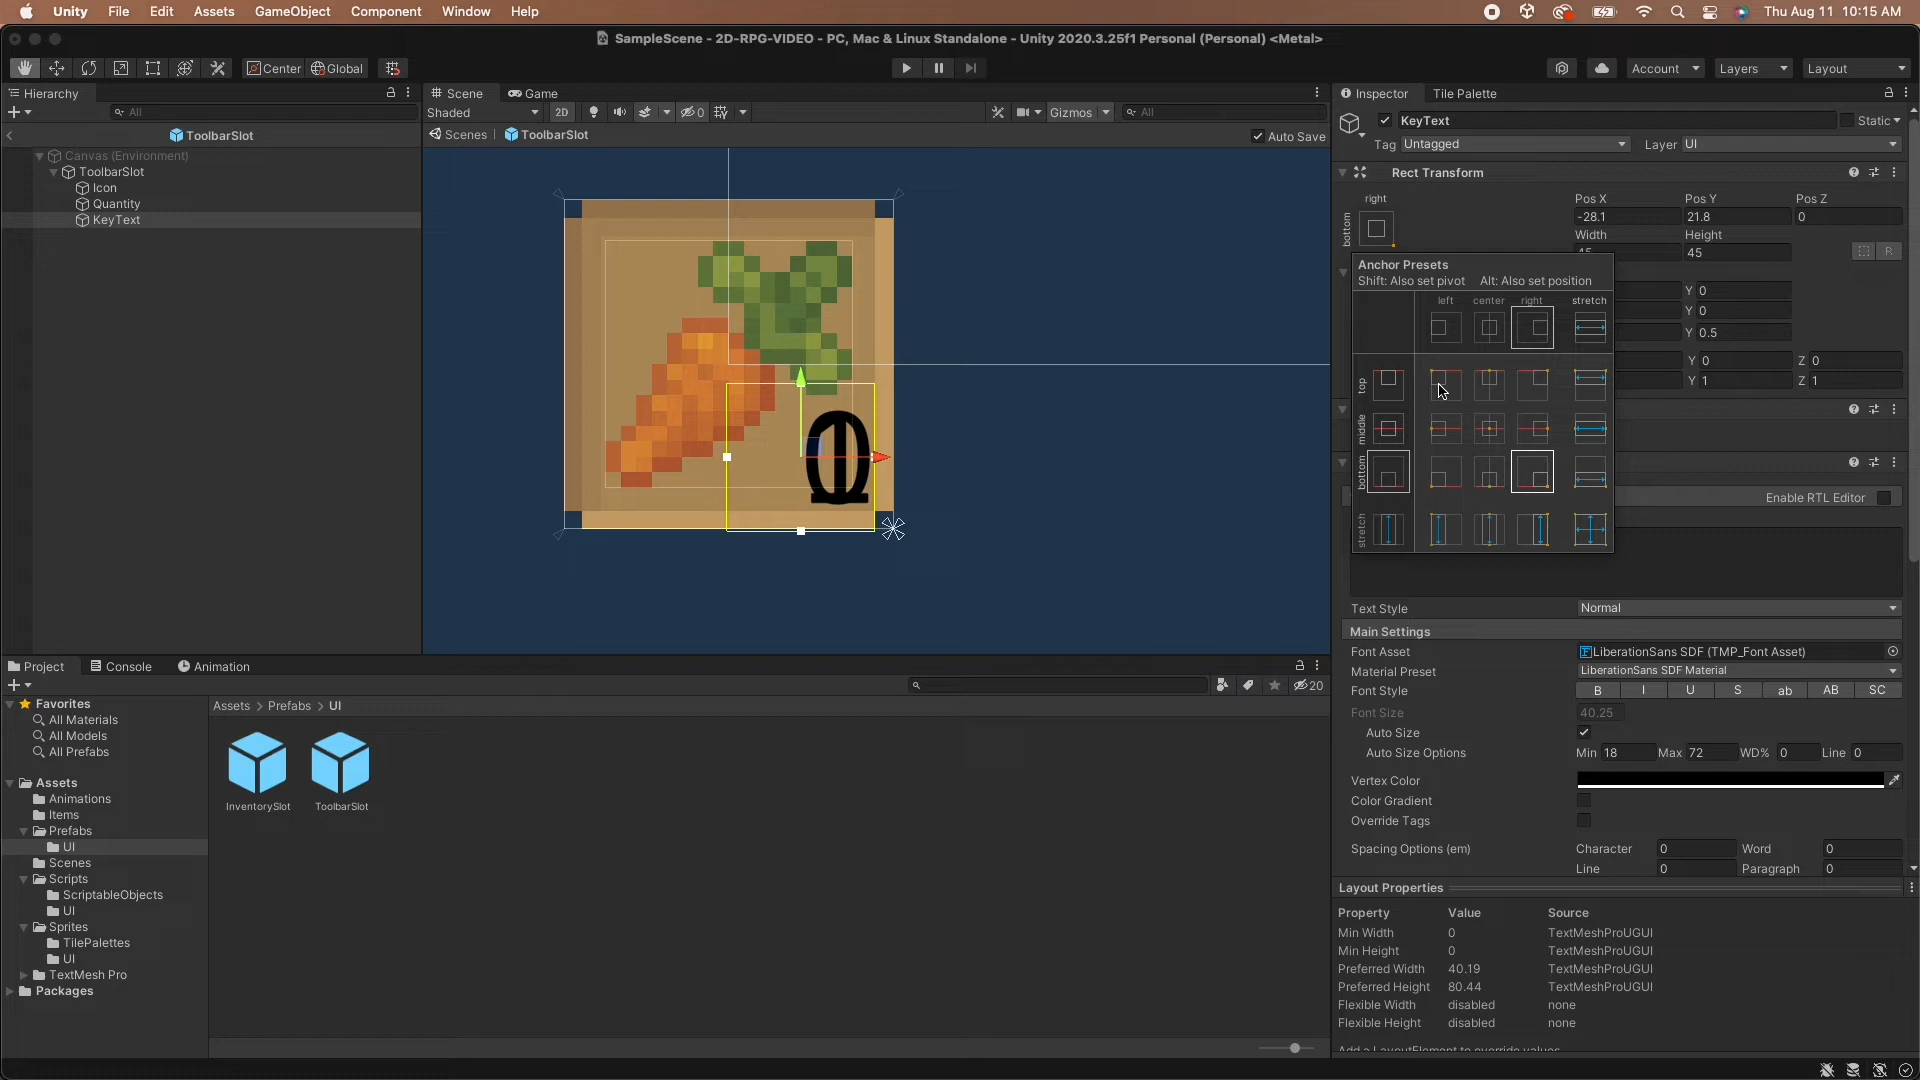 Unity File Edit Assets GameObject Component Window Help Thu Aug 11 10:15 AM
SampleScene - 2D-RPG-VIDEO - PC, Mac & Linux Standalone - Unity 2020.3.25f1 Personal (Personal) <Metal>
Center Global Account Layers Layout
Hierarchy Scene Game Inspector Tile Palette
All Shaded 2D 0 Gizmos All
KeyText Static
ToolbarSlot Scenes ToolbarSlot Auto Save
Tag Untagged Layer UI
Canvas (Environment)
ToolbarSlot Rect Transform
Icon
Quantity
KeyText
right Pos X Pos Y Pos Z
bottom -28.1 21.8 0
Width Height
45 45 R
Anchor Presets
Shift: Also set pivot Alt: Also set position
left center right stretch
Y 0
Y 0
Y 0.5
Y 0 Z 0
top Y 1 Z 1
middle
bottom
Enable RTL Editor
stretch
Text Style Normal
Main Settings
Font Asset LiberationSans SDF (TMP_Font Asset)
Material Preset LiberationSans SDF Material
Font Style B I U S ab AB SC
Font Size 40.25
Auto Size
Auto Size Options Min 18 Max 72 WD% 0 Line 0
Vertex Color
Color Gradient
Override Tags
Spacing Options (em) Character 0 Word 0
Line 0 Paragraph 0
Project Console Animation
20
Favorites
All Materials
All Models
All Prefabs
Assets
Animations
Items
Prefabs
UI
Scenes
Scripts
ScriptableObjects
UI
Sprites
TilePalettes
UI
TextMesh Pro
Packages
Assets > Prefabs > UI
InventorySlot ToolbarSlot
Layout Properties
Property Value Source
Min Width 0 TextMeshProUGUI
Min Height 0 TextMeshProUGUI
Preferred Width 40.19 TextMeshProUGUI
Preferred Height 80.44 TextMeshProUGUI
Flexible Width disabled none
Flexible Height disabled none
Add a LayoutElement to override values